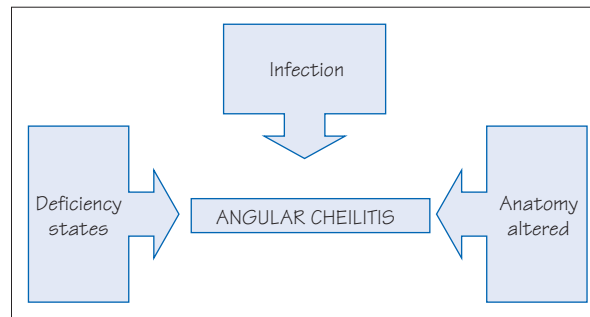 Infection
Deficiency
states
ANGULAR CHEILITIS
Anatomy
altered